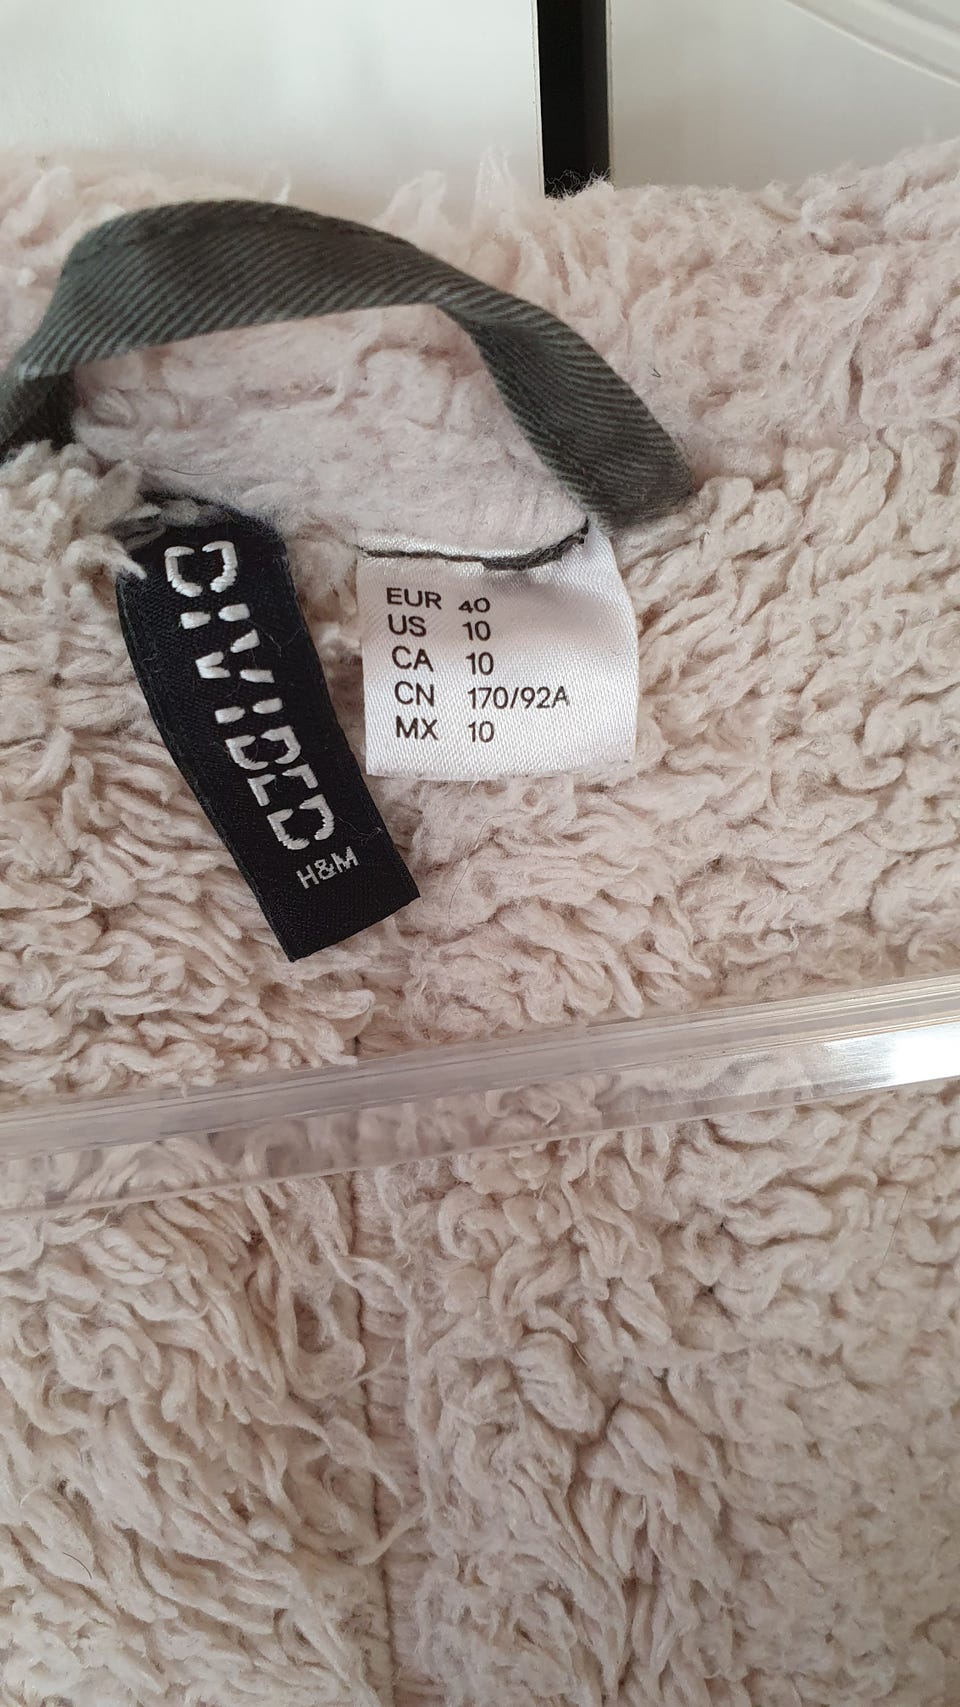 DIVIDED
H&M
EUR 40
US 10
CA 10
CN 170/92A
MX 10